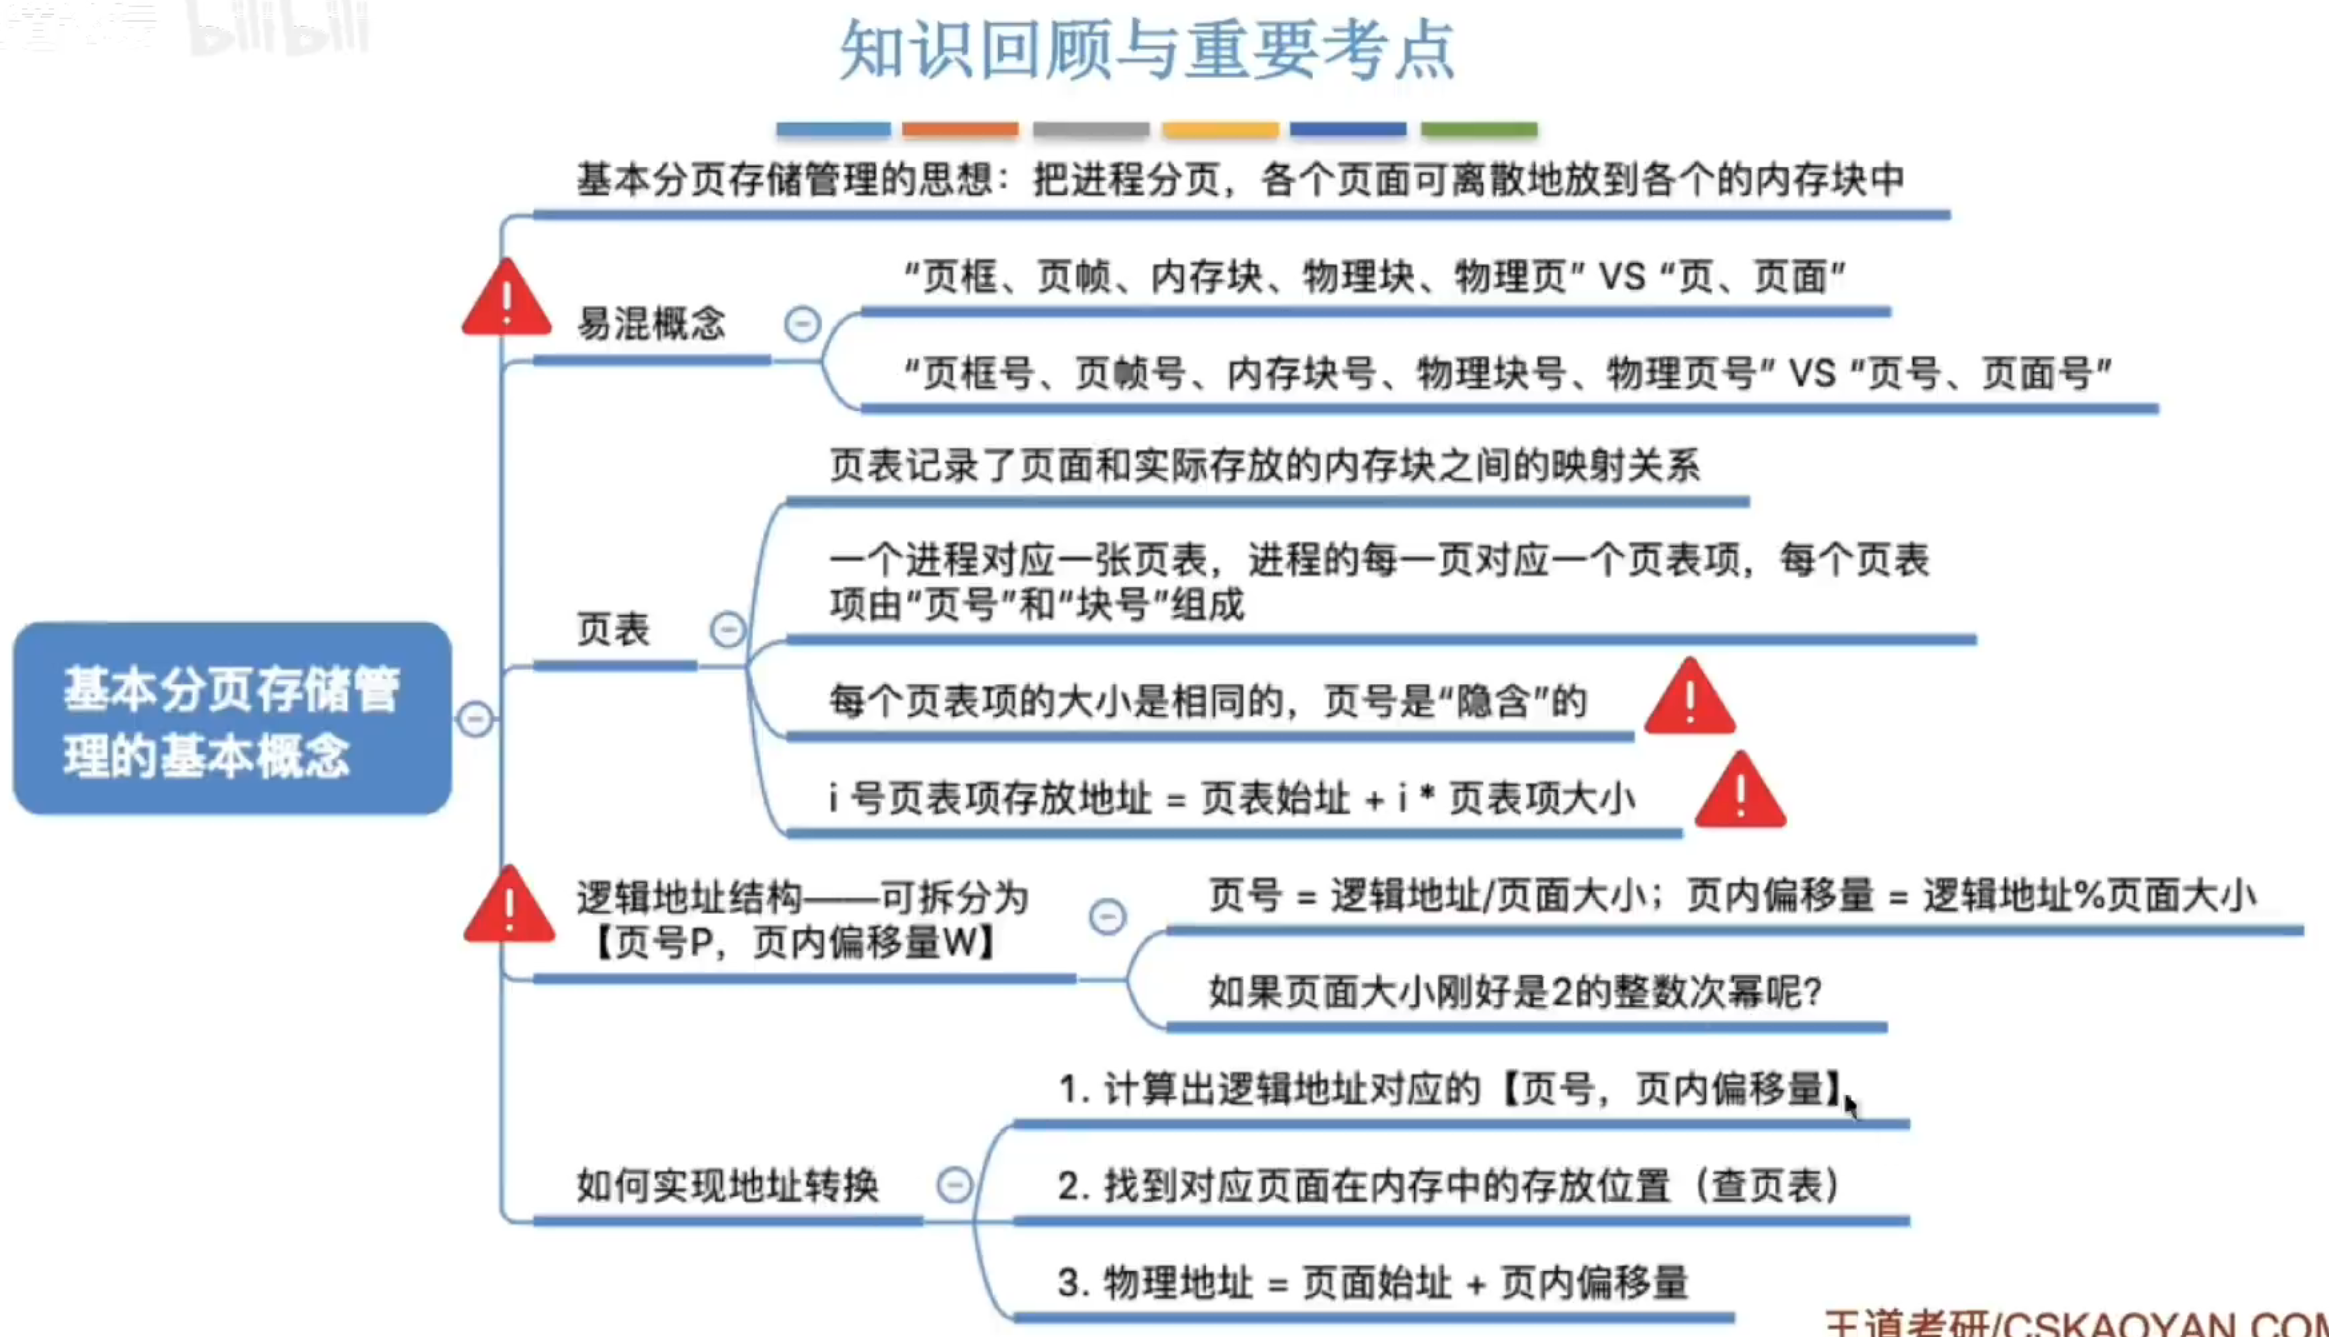 bilibili
知识回顾与重要考点
基本分页存储管理的思想：把进程分页，各个页面可离散地放到各个的内存块中
易混概念
“页框、页帧、内存块、物理块、物理页” VS “页、页面”
“页框号、页帧号、内存块号、物理块号、物理页号” VS “页号、页面号”
页表
页表记录了页面和实际存放的内存块之间的映射关系
一个进程对应一张页表，进程的每一页对应一个页表项，每个页表
项由“页号”和“块号”组成
每个页表项的大小是相同的，页号是“隐含”的
i 号页表项存放地址 = 页表始址 + i * 页表项大小
基本分页存储管
理的基本概念
逻辑地址结构——可拆分为
【页号P，页内偏移量W】
页号 = 逻辑地址/页面大小；页内偏移量 = 逻辑地址%页面大小
如果页面大小刚好是2的整数次幂呢？
如何实现地址转换
1. 计算出逻辑地址对应的【页号，页内偏移量】
2. 找到对应页面在内存中的存放位置（查页表）
3. 物理地址 = 页面始址 + 页内偏移量
王道考研/CSKAOYAN.COM